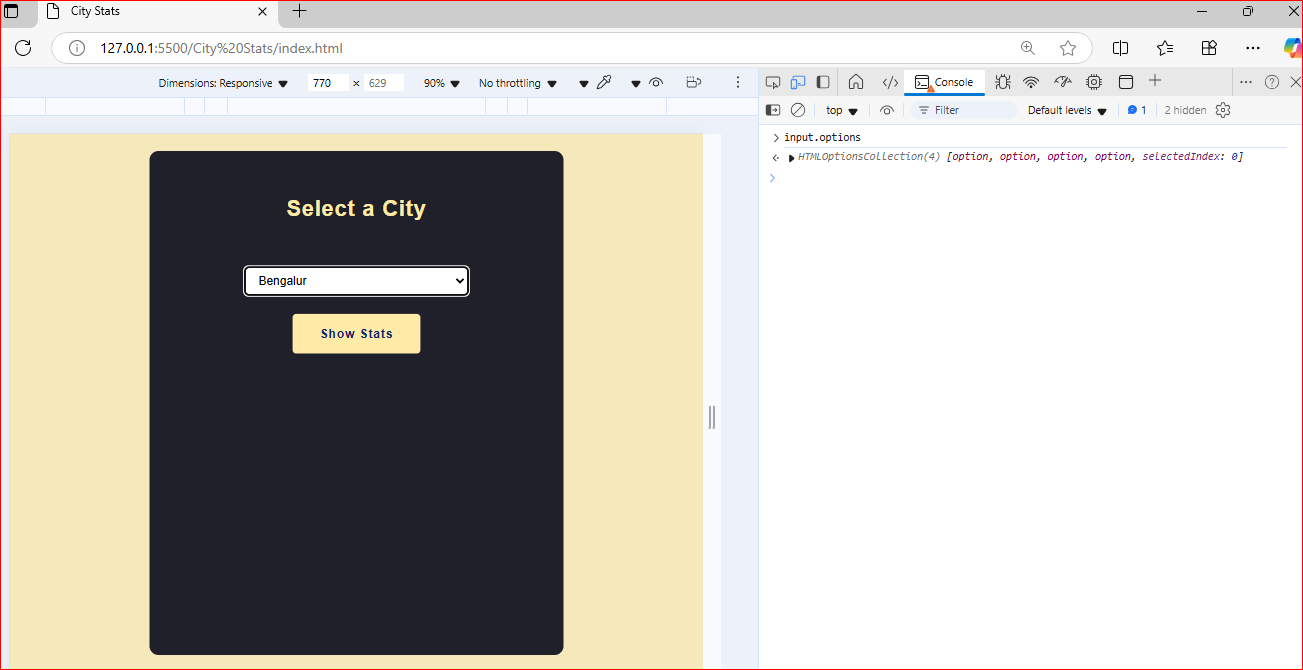 City Stats
127.0.0.1:5500/City%20Stats/index.html
Dimensions: Responsive 770 × 629 90% No throttling
Console
top Filter Default levels 1 2 hidden
input.options
HTMLOptionsCollection(4) [option, option, option, option, selectedIndex: 0]
Select a City
Bengalur
Show Stats